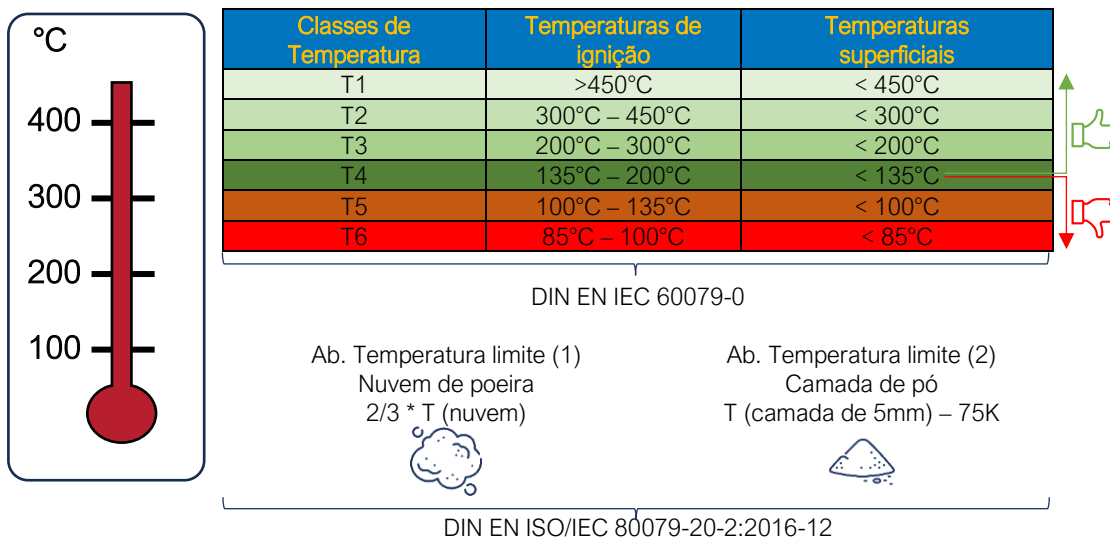 °C
400
300
200
100
Classes de Temperatura Temperaturas de ignição Temperaturas superficiais
T1 >450°C < 450°C
T2 300°C – 450°C < 300°C
T3 200°C – 300°C < 200°C
T4 135°C – 200°C < 135°C
T5 100°C – 135°C < 100°C
T6 85°C – 100°C < 85°C
DIN EN IEC 60079-0
Ab. Temperatura limite (1)
Nuvem de poeira
2/3 * T (nuvem)
Ab. Temperatura limite (2)
Camada de pó
T (camada de 5mm) – 75K
DIN EN ISO/IEC 80079-20-2:2016-12